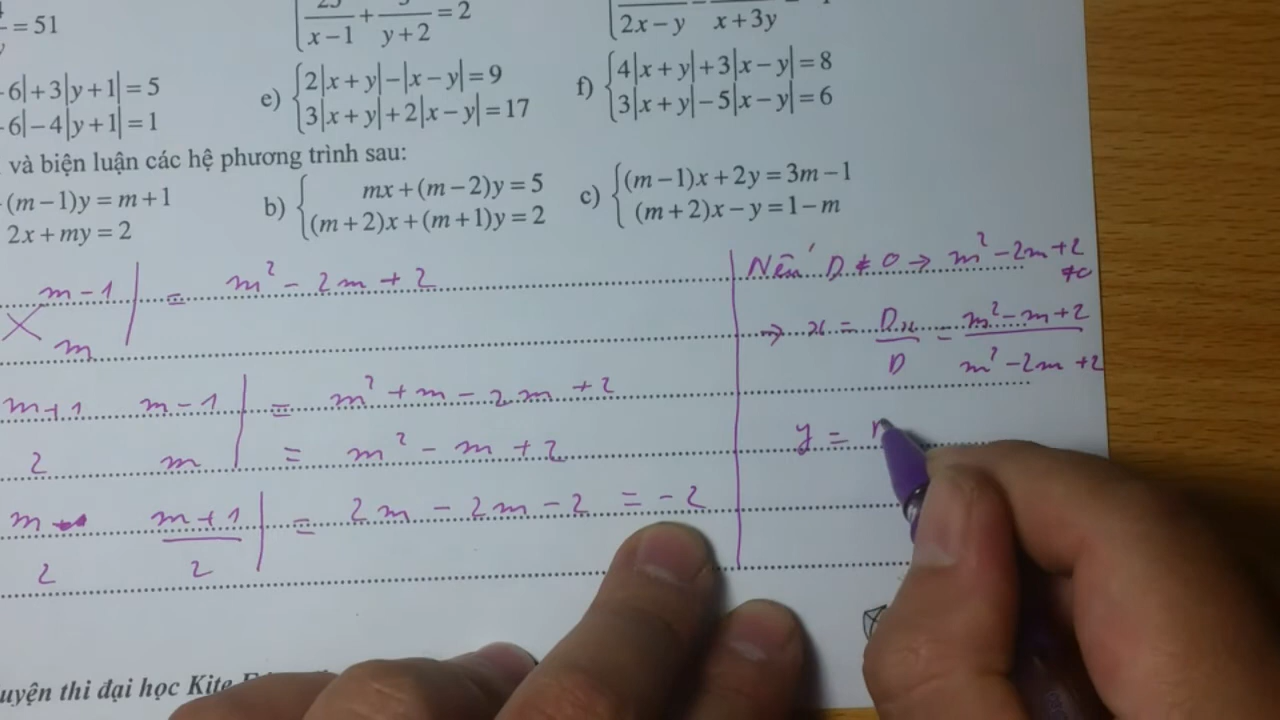 = 51
x-1 + y+2 = 2
2x-y x+3y
6|+3|y+1|=5
6|-4|y+1|=1
e) {2|x+y|-|x-y|=9
3|x+y|+2|x-y|=17
f) {4|x+y|+3|x-y|=8
3|x+y|-5|x-y|=6
và biện luận các hệ phương trình sau:
(m-1)y=m+1
2x+my=2
b) {mx+(m-2)y=5
(m+2)x+(m+1)y=2
c) {(m-1)x+2y=3m-1
(m+2)x-y=1-m
m-1 | = m²-2m+2
m
m+1 m-1 | = m²+m-2m+2
2 m | = m²-m+2
m m+1 | = 2m-2m-2 = -2
2 2
Nếu D ≠ 0 → m²-2m+2 ≠0
→ x = Dx/D = m²-m+2/m²-2m+2
y =
uyện thi đại học Kite